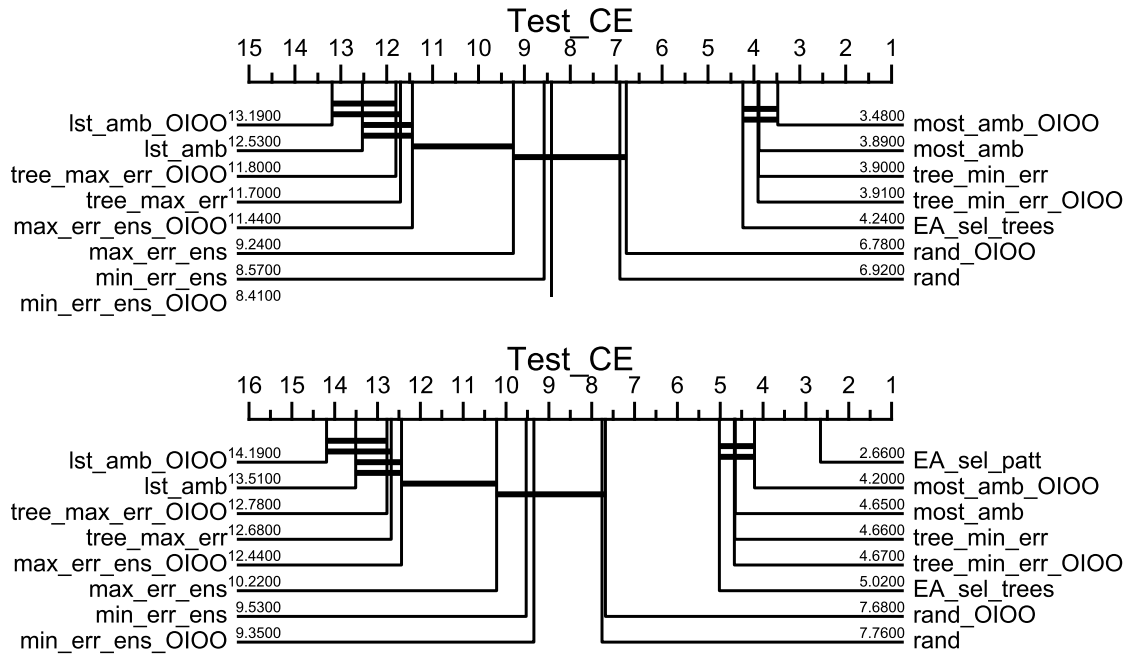 Test_CE
15 14 13 12 11 10 9 8 7 6 5 4 3 2 1
lst_amb_OIOO 13.1900 3.4800 most_amb_OIOO
lst_amb 12.5300 3.8900 most_amb
tree_max_err_OIOO 11.8000 3.9000 tree_min_err
tree_max_err 11.7000 3.9100 tree_min_err_OIOO
max_err_ens_OIOO 11.4400 4.2400 EA_sel_trees
max_err_ens 9.2400 6.7800 rand_OIOO
min_err_ens 8.5700 6.9200 rand
min_err_ens_OIOO 8.4100
Test_CE
16 15 14 13 12 11 10 9 8 7 6 5 4 3 2 1
lst_amb_OIOO 14.1900 2.6600 EA_sel_patt
lst_amb 13.5100 4.2000 most_amb_OIOO
tree_max_err_OIOO 12.7800 4.6500 most_amb
tree_max_err 12.6800 4.6600 tree_min_err
max_err_ens_OIOO 12.4400 4.6700 tree_min_err_OIOO
max_err_ens 10.2200 5.0200 EA_sel_trees
min_err_ens 9.5300 7.6800 rand_OIOO
min_err_ens_OIOO 9.3500 7.7600 rand